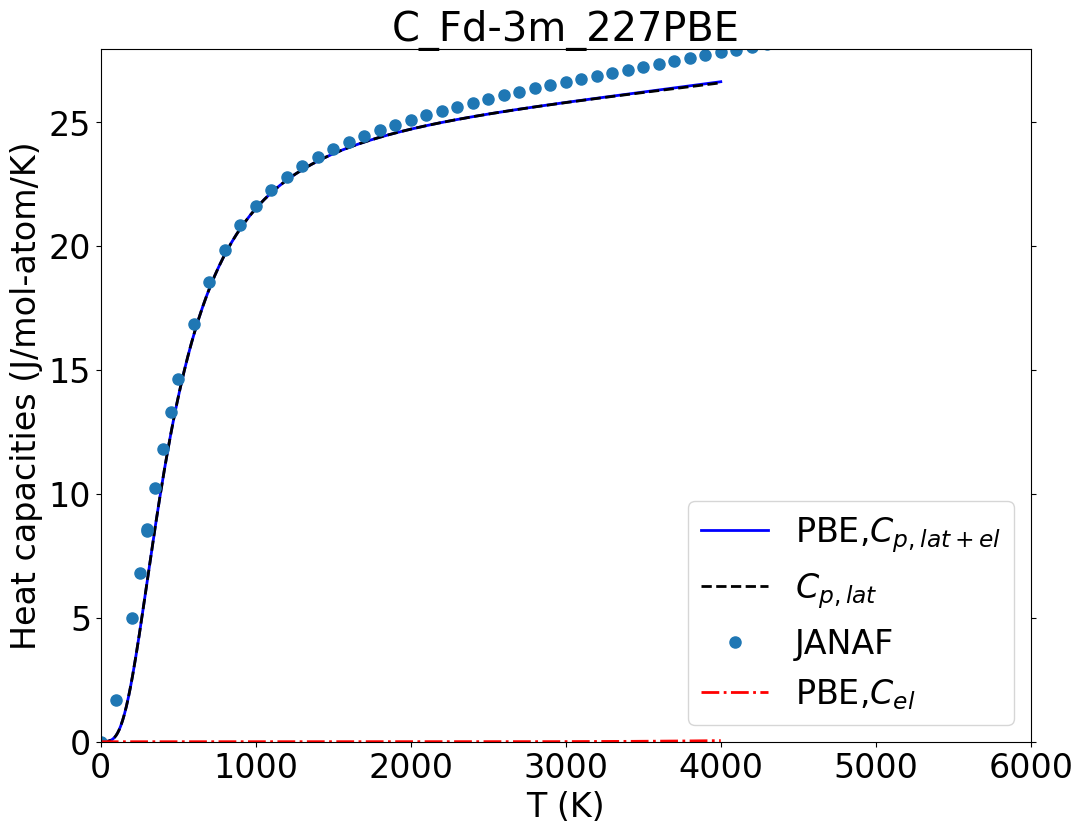 C_Fd-3m_227PBE
Heat capacities (J/mol-atom/K)
25
20
15
10
5
0
PBE,C_{p, lat+el}
C_{p, lat}
JANAF
PBE,C_{el}
0 1000 2000 3000 4000 5000 6000
T (K)